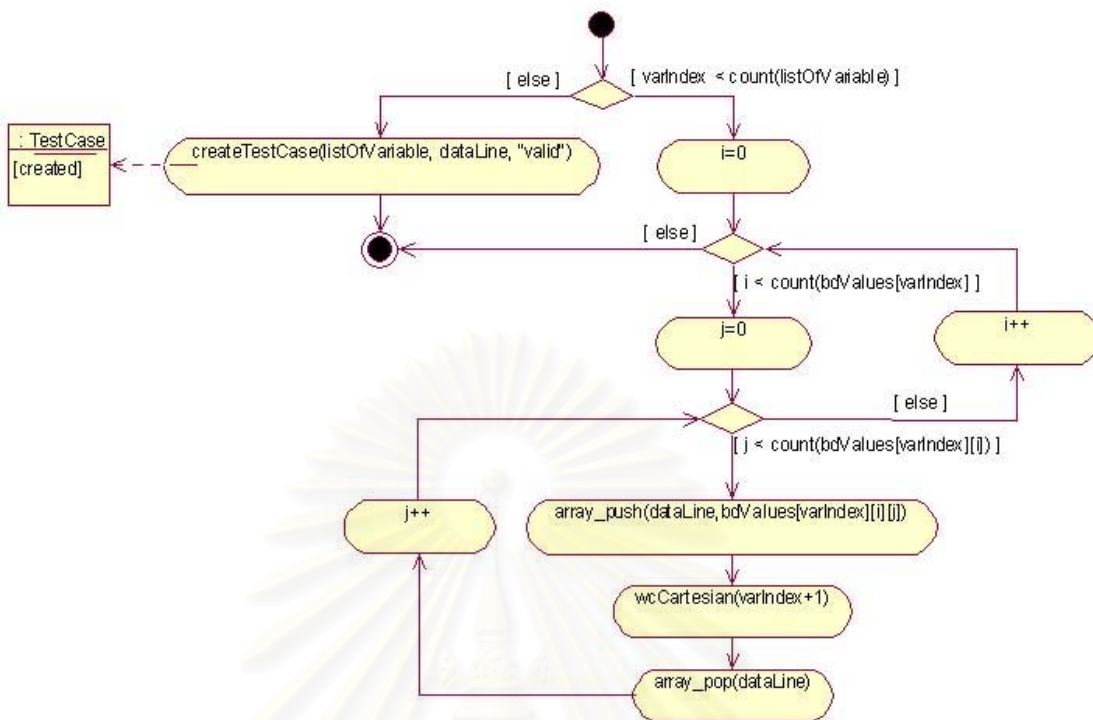 [ else ]
[ varIndex < count(listOfVariable) ]
: TestCase
[created]
createTestCase(listOfVariable, dataLine, "valid")
i=0
[ else ]
[ i < count(bdValues[varIndex] ]
j=0
i++
[ else ]
[ j < count(bdValues[varIndex][i]) ]
j++
array_push(dataLine,bdValues[varIndex][i][j])
wcCartesian(varIndex+1)
array_pop(dataLine)